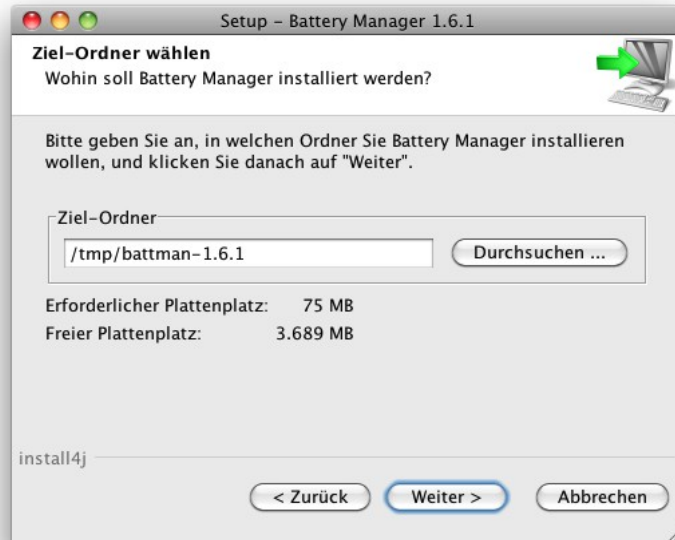 Setup – Battery Manager 1.6.1
Ziel-Ordner wählen
Wohin soll Battery Manager installiert werden?
Bitte geben Sie an, in welchen Ordner Sie Battery Manager installieren
wollen, und klicken Sie danach auf "Weiter".
Ziel-Ordner
/tmp/battman-1.6.1
Durchsuchen ...
Erforderlicher Plattenplatz: 75 MB
Freier Plattenplatz: 3.689 MB
install4j
< Zurück Weiter > Abbrechen